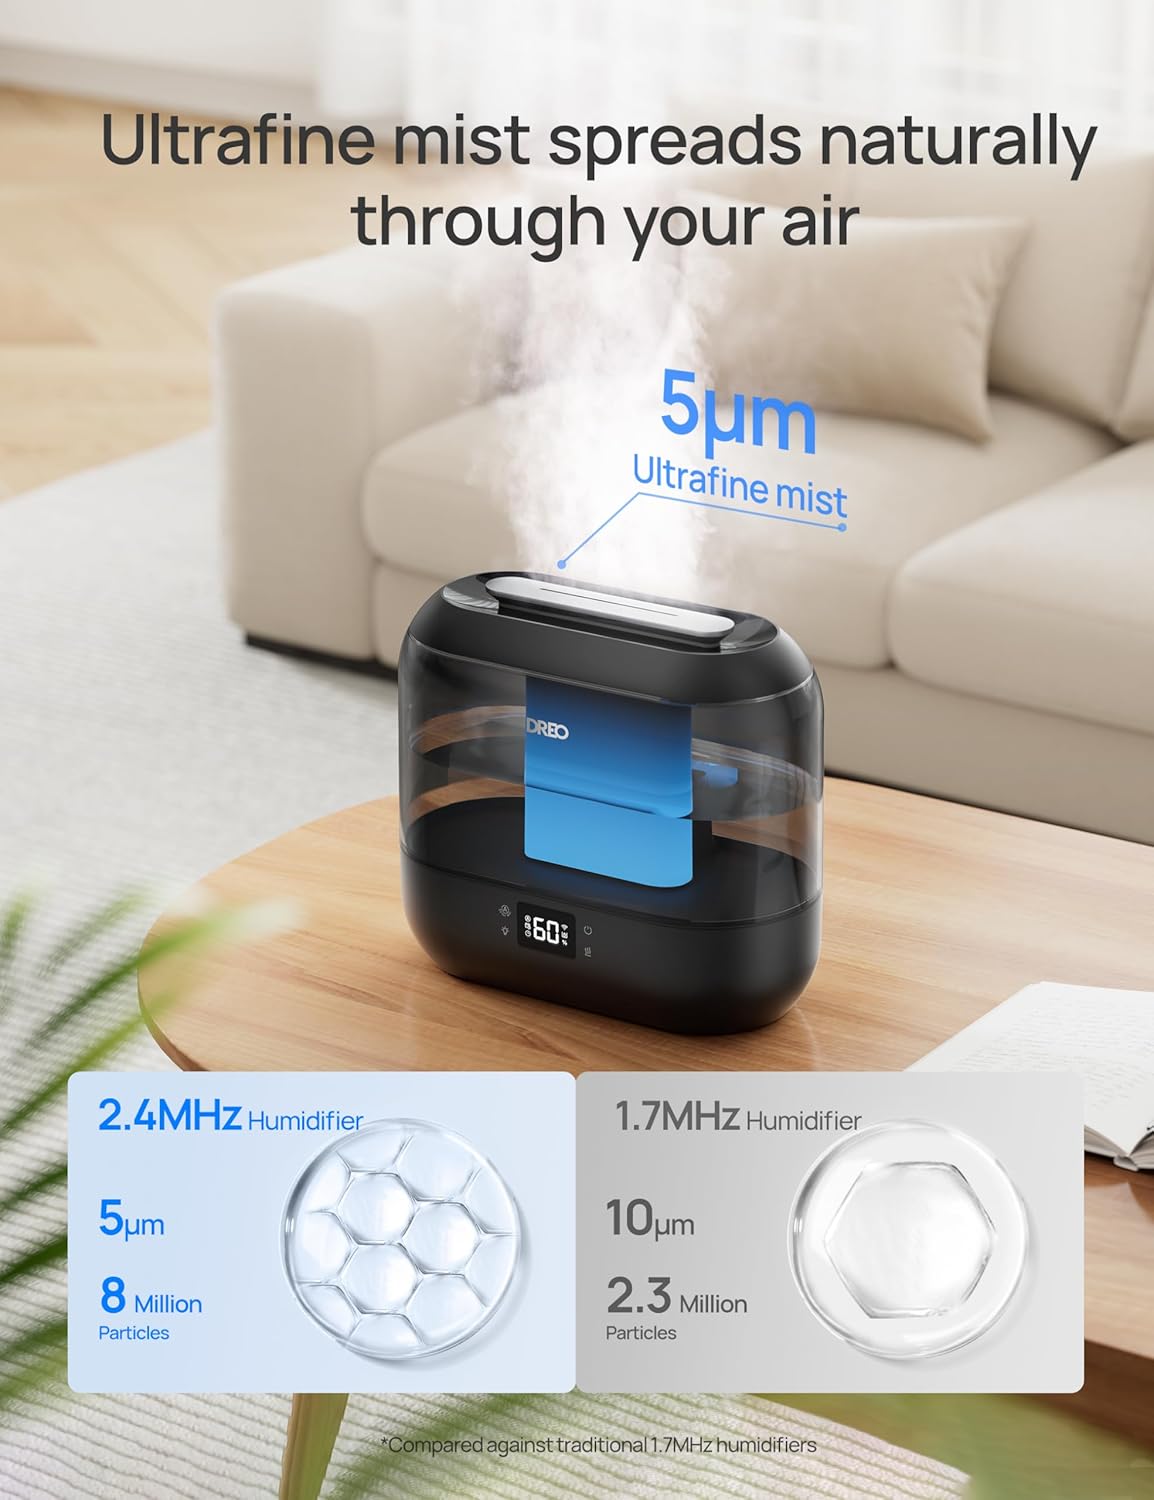 Ultrafine mist spreads naturally
through your air
5μm
Ultrafine mist
DREO
60
%
2.4MHz Humidifier
5μm
8 Million
Particles
1.7MHz Humidifier
10μm
2.3 Million
Particles
*Compared against traditional 1.7MHz humidifiers